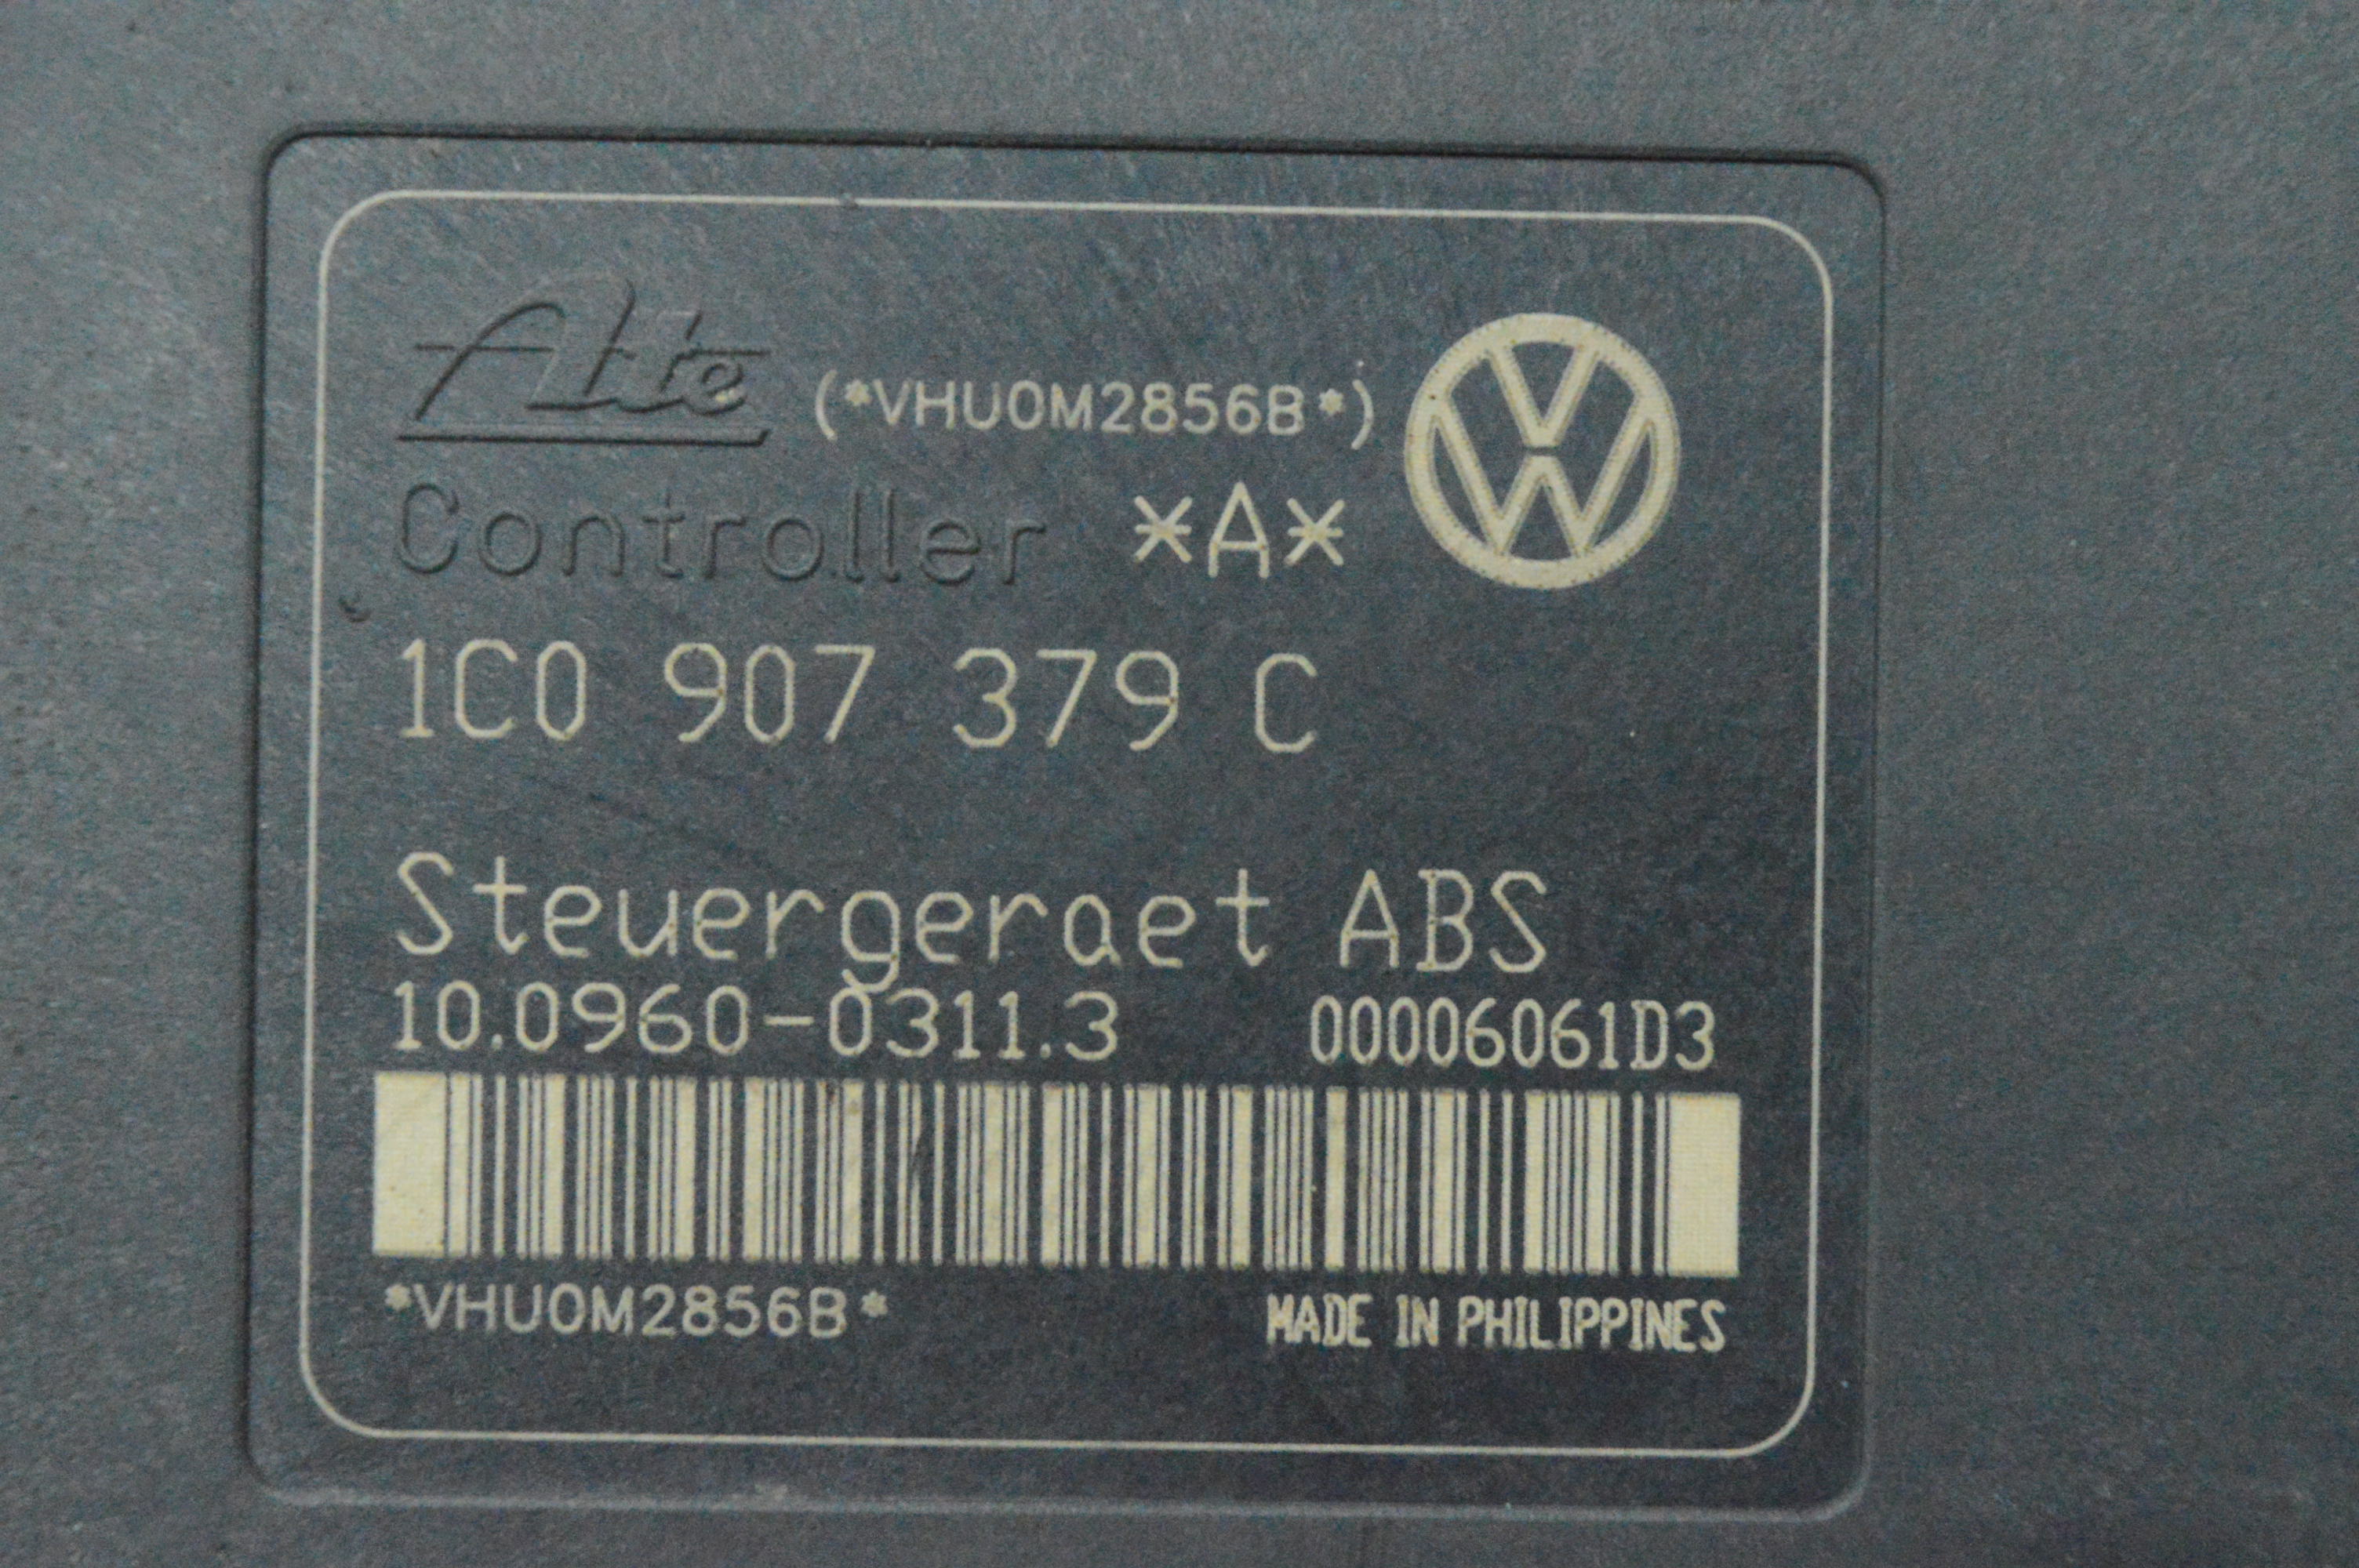 Ate (*VHU0M2856B*)
Controller *A*
1C0 907 379 C
Steuergeraet ABS
10.0960-0311.3 00006061D3
*VHU0M2856B* MADE IN PHILIPPINES